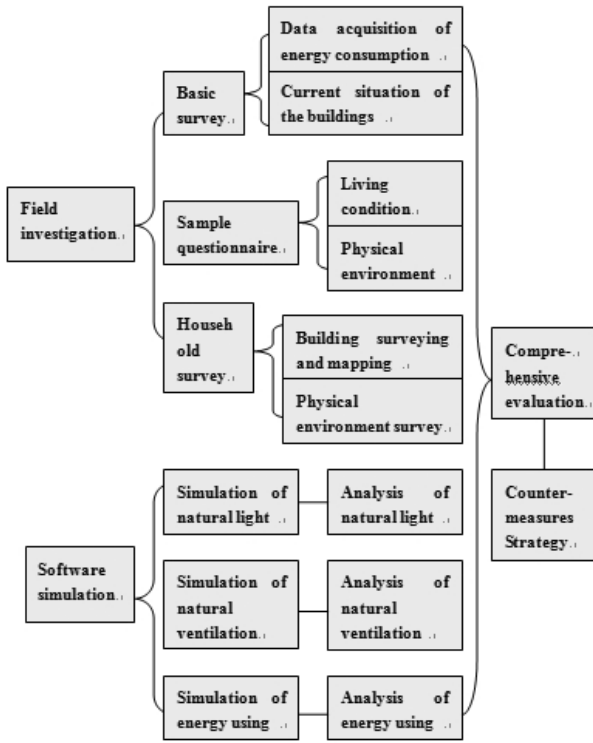 Field
investigation
Basic
survey
Data acquisition of
energy consumption
Current situation of
the buildings
Sample
questionnaire
Living
condition
Physical
environment
Househ
old
survey
Building surveying
and mapping
Physical
environment survey
Software
simulation
Simulation of
natural light
Analysis of
natural light
Simulation of
natural
ventilation
Analysis of
natural
ventilation
Simulation of
energy using
Analysis of
energy using
Compre-
hensive
evaluation
Counter-
measures
Strategy